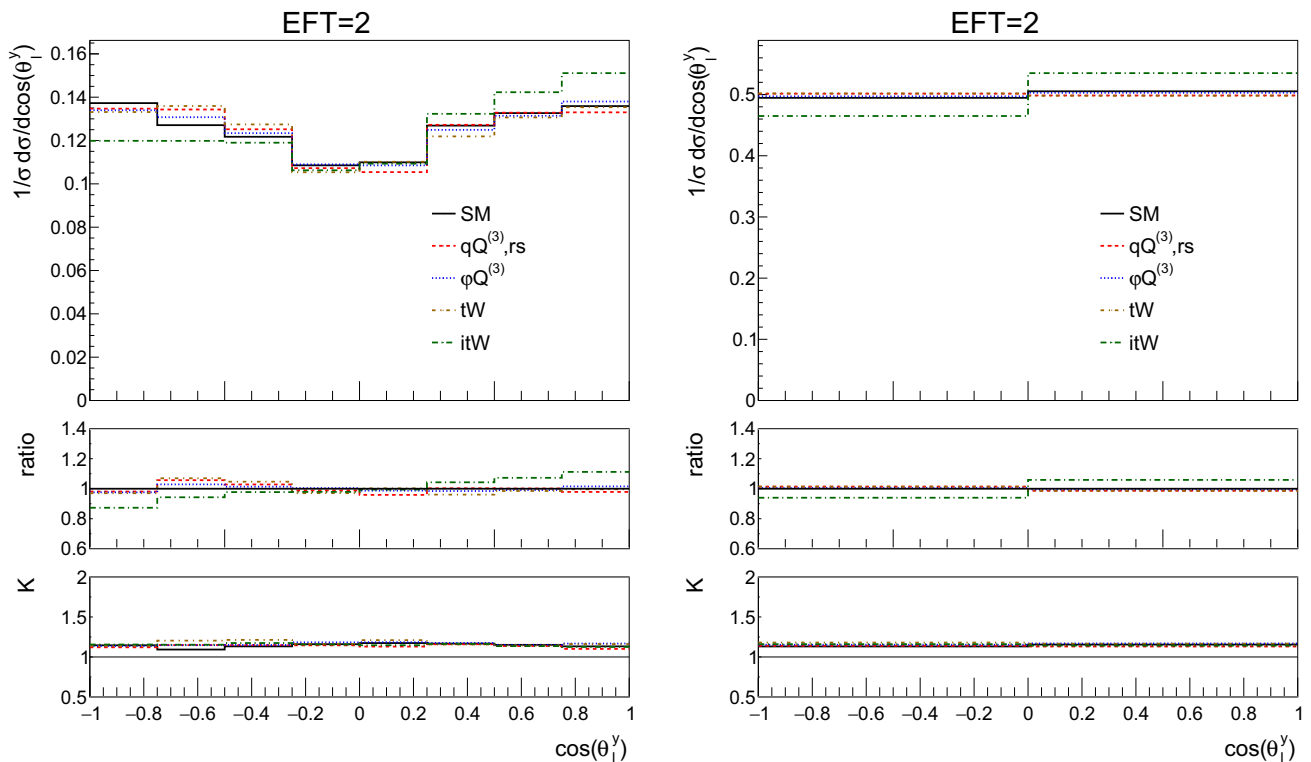 EFT=2
1/σ dσ/dcos(θ_l^y)
0.16
0.14
0.12
0.1
0.08
0.06
0.04
0.02
0
SM
qQ^(3),rs
φQ^(3)
tW
itW
ratio
1.4
1.2
1
0.8
0.6
K
2
1.5
1
0.5
−1 −0.8 −0.6 −0.4 −0.2 0 0.2 0.4 0.6 0.8 1
cos(θ_l^y)
EFT=2
1/σ dσ/dcos(θ_l^y)
0.5
0.4
0.3
0.2
0.1
0
SM
qQ^(3),rs
φQ^(3)
tW
itW
ratio
1.4
1.2
1
0.8
0.6
K
2
1.5
1
0.5
−1 −0.8 −0.6 −0.4 −0.2 0 0.2 0.4 0.6 0.8 1
cos(θ_l^y)